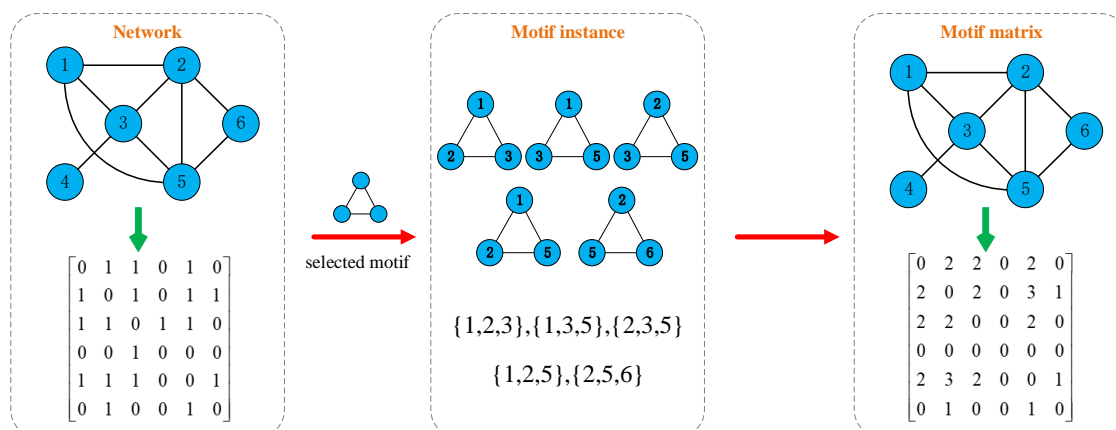 Network
1 2
3 6
4 5
0 1 1 0 1 0
1 0 1 0 1 1
1 1 0 1 1 0
0 0 1 0 0 0
1 1 1 0 0 1
0 1 0 0 1 0
selected motif
Motif instance
1 1 2
2 3 3 5 3 5
1 2
2 5 5 6
{1,2,3},{1,3,5},{2,3,5}
{1,2,5},{2,5,6}
Motif matrix
1 2
3 6
4 5
0 2 2 0 2 0
2 0 2 0 3 1
2 2 0 0 2 0
0 0 0 0 0 0
2 3 2 0 0 1
0 1 0 0 1 0